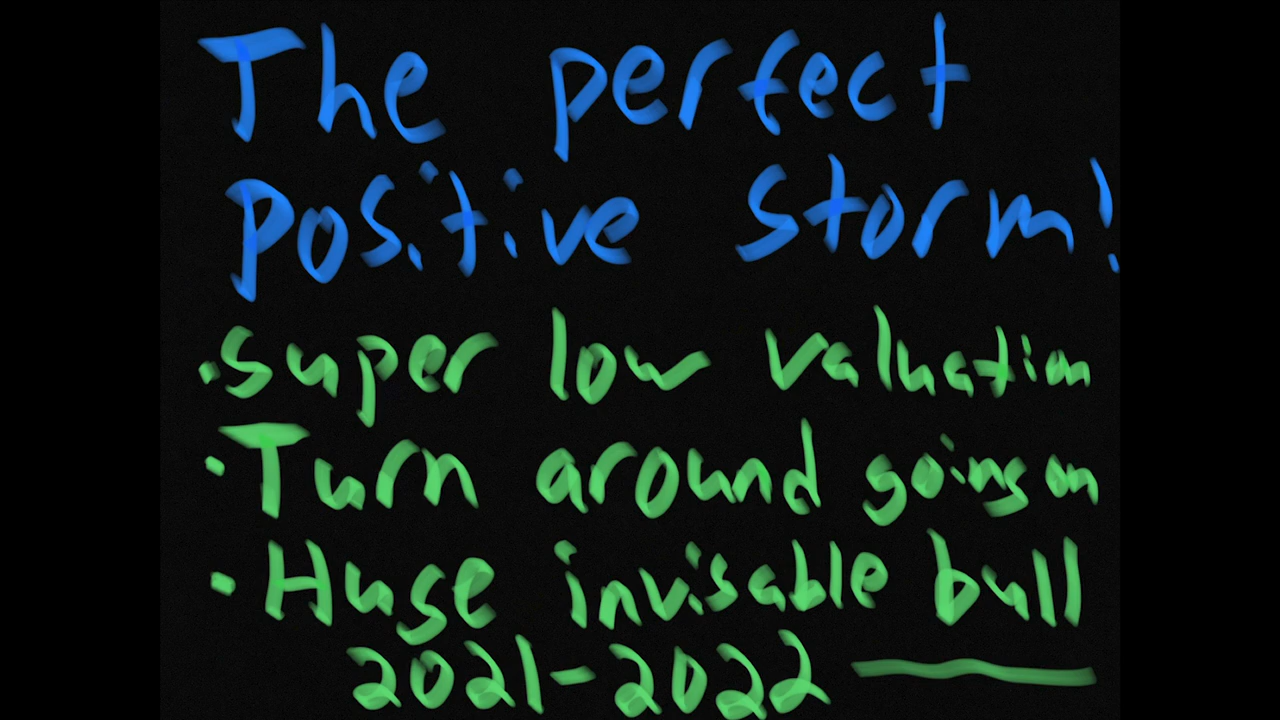 The perfect
positive storm!
• super low valuation
• Turn around going on
• Huge invisable bull
2021-2022